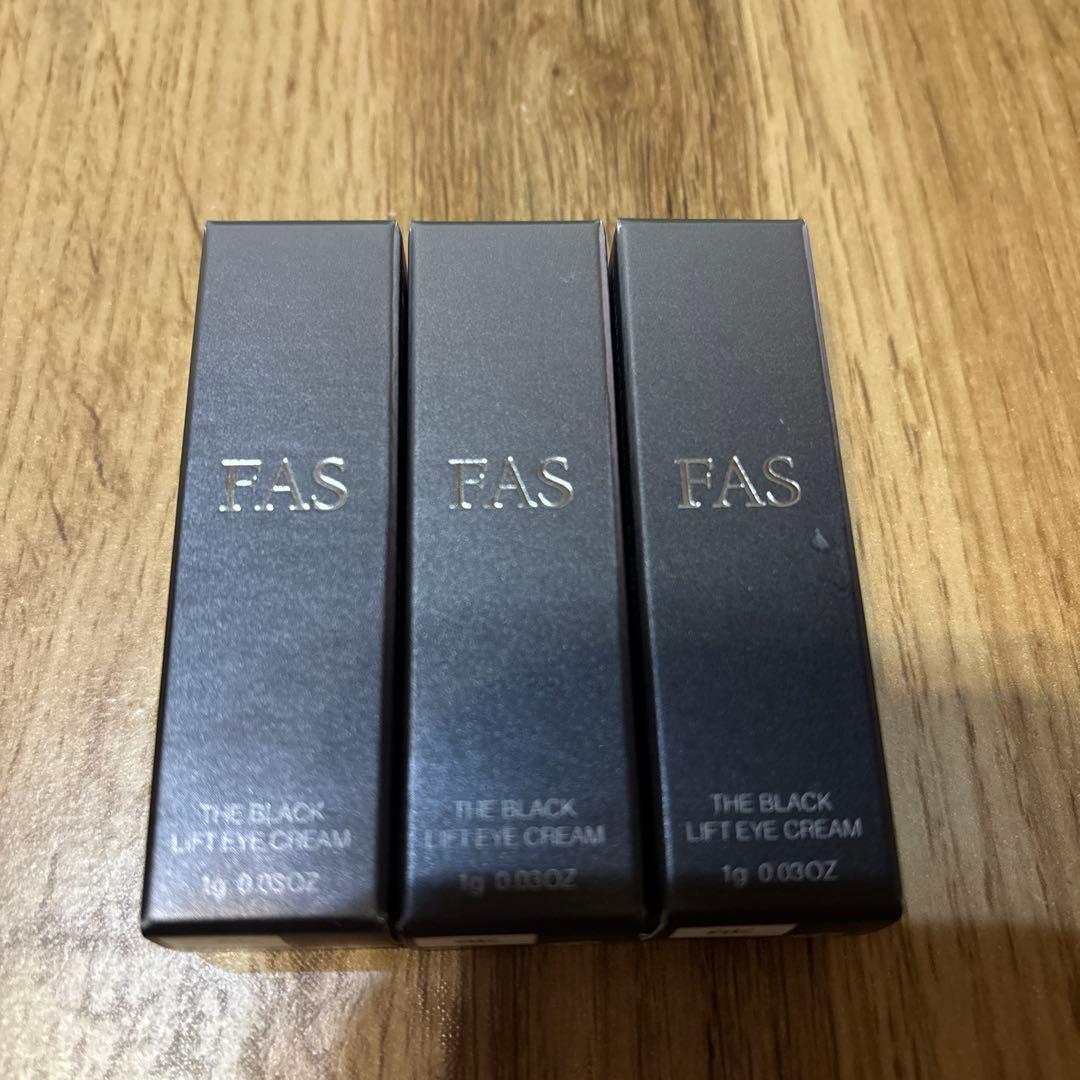 FAS
THE BLACK
LIFT EYE CREAM
1g 0.03OZ
FAS
THE BLACK
LIFT EYE CREAM
1g 0.03OZ
FAS
THE BLACK
LIFT EYE CREAM
1g 0.03OZ